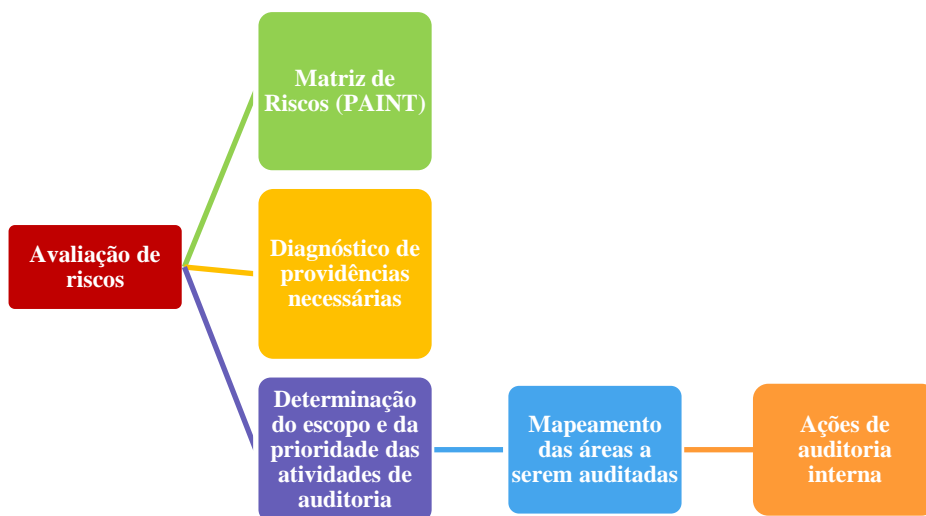 Matriz de
Riscos (PAINT)
Avaliação de
riscos
Diagnóstico de
providências
necessárias
Determinação
do escopo e da
prioridade das
atividades de
auditoria
Mapeamento
das áreas a
serem auditadas
Ações de
auditoria
interna